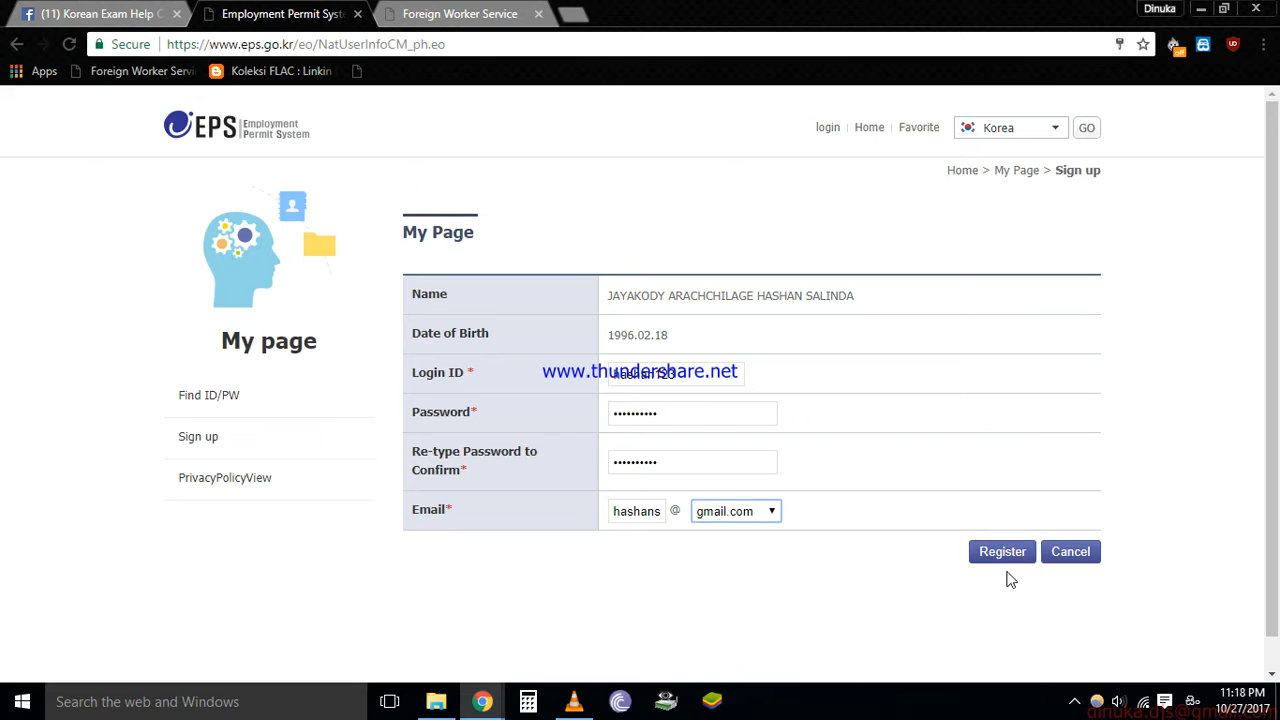 (11) Korean Exam Help C
Employment Permit Syst
Foreign Worker Service
Dinuka
Secure
https://www.eps.go.kr/eo/NatUserInfoCM_ph.eo
Apps
Foreign Worker Servi
Koleksi FLAC : Linkin
EPS Employment
Permit System
login
Home
Favorite
Korea
GO
Home > My Page > Sign up
My Page
Name
JAYAKODY ARACHCHILAGE HASHAN SALINDA
My page
Date of Birth
1996.02.18
Login ID *
www.thundershare.net
Find ID/PW
Password*
••••••••••
Sign up
Re-type Password to
Confirm*
••••••••••
PrivacyPolicyView
Email*
hashans
@
gmail.com
Register
Cancel
Search the web and Windows
11:18 PM
10/27/2017